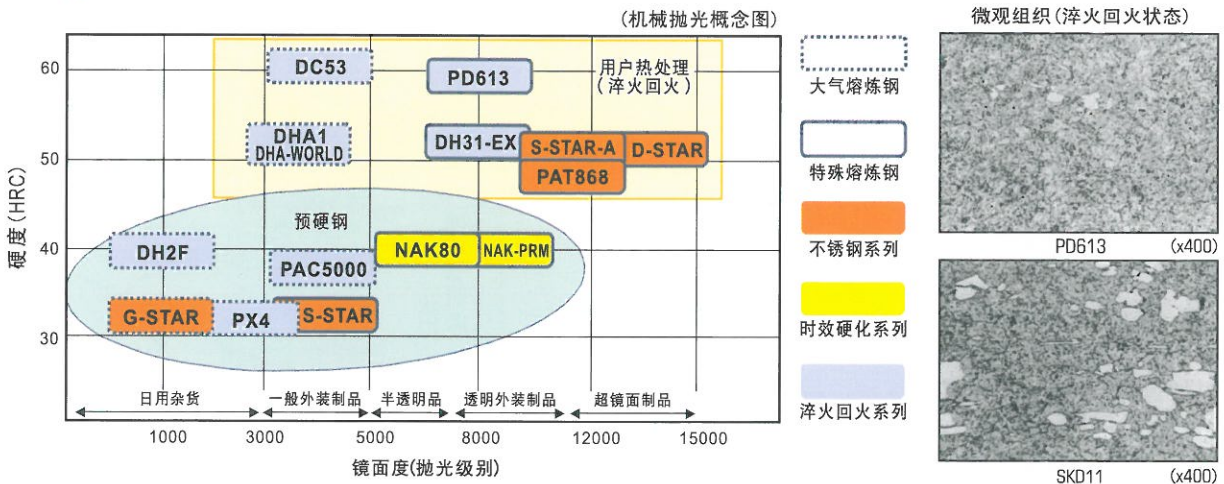 (机械抛光概念图)
硬度(HRC)
60
50
40
30
DC53
PD613
用户热处理
(淬火回火)
DHA1
DHA-WORLD
DH31-EX
S-STAR-A
D-STAR
PAT868
预硬钢
DH2F
PAC5000
NAK80
NAK-PRM
G-STAR
PX4
S-STAR
日用杂货
一般外装制品
半透明品
透明外装制品
超镜面制品
1000
3000
5000
8000
12000
15000
镜面度(抛光级别)
大气熔炼钢
特殊熔炼钢
不锈钢系列
时效硬化系列
淬火回火系列
微观组织(淬火回火状态)
PD613 (x400)
SKD11 (x400)